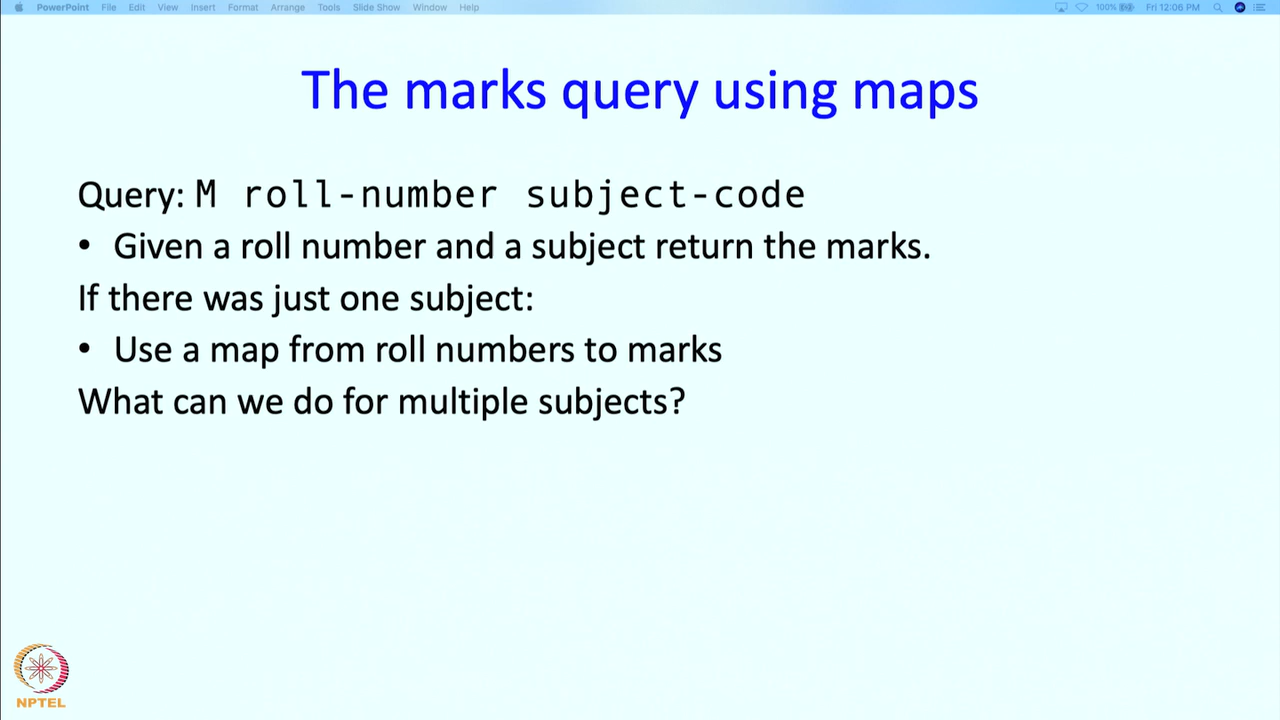 PowerPoint File Edit View Insert Format Arrange Tools Slide Show Window Help 100% Fri 12:06 PM
The marks query using maps
Query: M roll-number subject-code
• Given a roll number and a subject return the marks.
If there was just one subject:
• Use a map from roll numbers to marks
What can we do for multiple subjects?
NPTEL